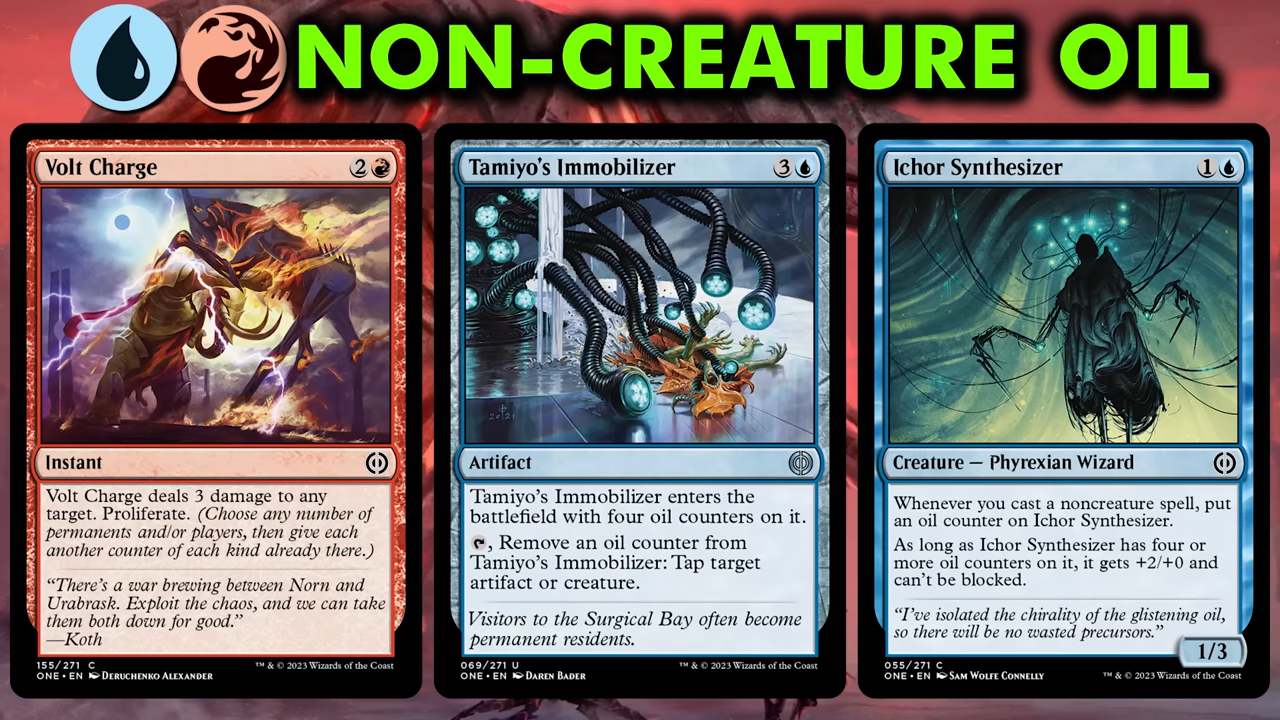 NON-CREATURE OIL
Volt Charge 2
Instant
Volt Charge deals 3 damage to any
target. Proliferate. (Choose any number of
permanents and/or players, then give each
another counter of each kind already there.)
“There’s a war brewing between Norn and
Urabrask. Exploit the chaos, and we can take
them both down for good.”
—Koth
155/271 C
ONE • EN Deruchenko Alexander
™ & © 2023 Wizards of the Coast
Tamiyo’s Immobilizer 3
Artifact
Tamiyo’s Immobilizer enters the
battlefield with four oil counters on it.
, Remove an oil counter from
Tamiyo’s Immobilizer: Tap target
artifact or creature.
Visitors to the Surgical Bay often become
permanent residents.
069/271 U
ONE • EN Daren Bader
™ & © 2023 Wizards of the Coast
Ichor Synthesizer 1
Creature — Phyrexian Wizard
Whenever you cast a noncreature spell, put
an oil counter on Ichor Synthesizer.
As long as Ichor Synthesizer has four or
more oil counters on it, it gets +2/+0 and
can’t be blocked.
“I’ve isolated the chirality of the glistening oil,
so there will be no wasted precursors.”
1/3
055/271 C
ONE • EN Sam Wolfe Connelly
™ & © 2023 Wizards of the Coast